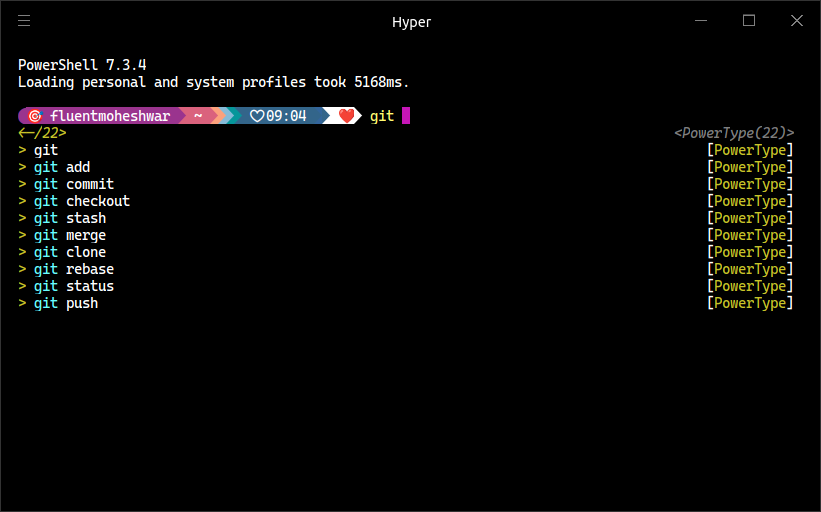 Hyper
PowerShell 7.3.4
Loading personal and system profiles took 5168ms.
🎯 fluentmoheshwar ~ ♡09:04 ❤️ git
<-/22> <PowerType(22)>
> git [PowerType]
> git add [PowerType]
> git commit [PowerType]
> git checkout [PowerType]
> git stash [PowerType]
> git merge [PowerType]
> git clone [PowerType]
> git rebase [PowerType]
> git status [PowerType]
> git push [PowerType]